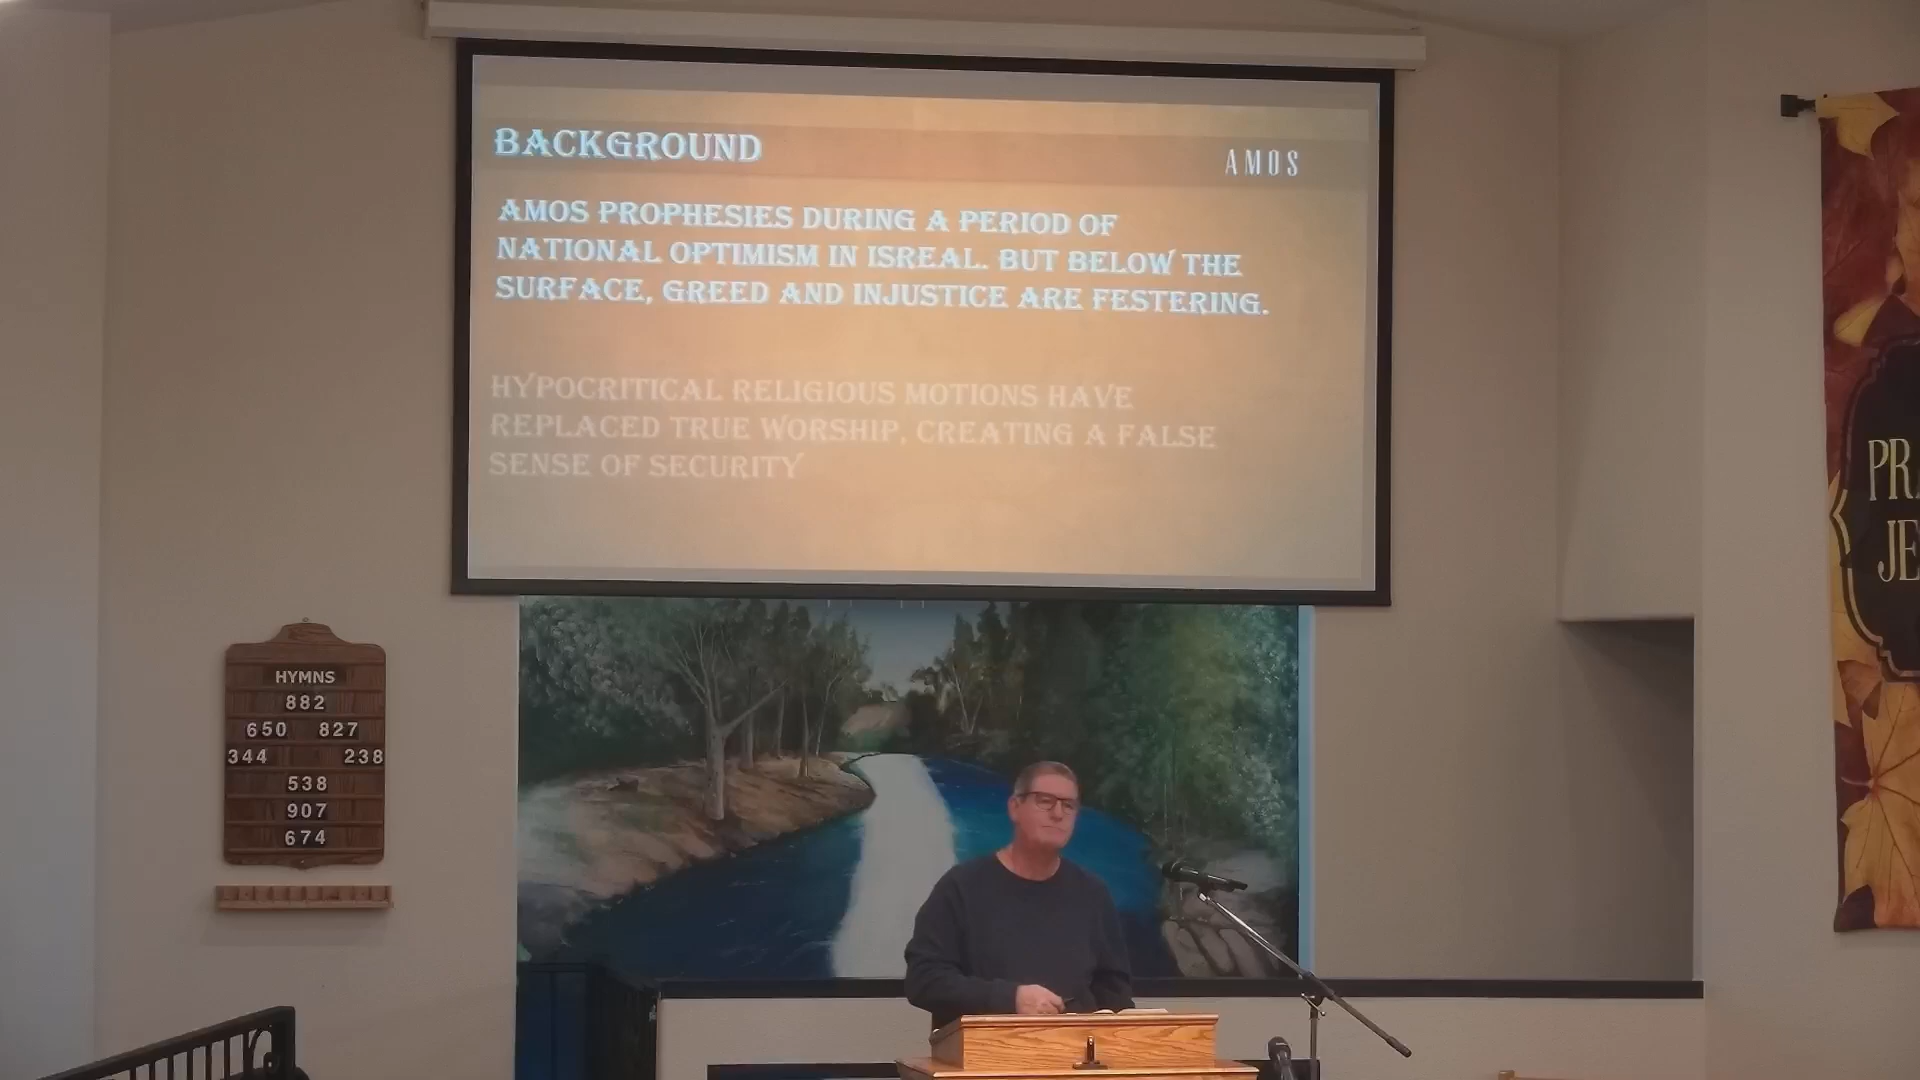 BACKGROUND
AMOS
AMOS PROPHESIES DURING A PERIOD OF
NATIONAL OPTIMISM IN ISREAL. BUT BELOW THE
SURFACE, GREED AND INJUSTICE ARE FESTERING.
HYPOCRITICAL RELIGIOUS MOTIONS HAVE
REPLACED TRUE WORSHIP, CREATING A FALSE
SENSE OF SECURITY
HYMNS
882
650 827
344 238
538
907
674